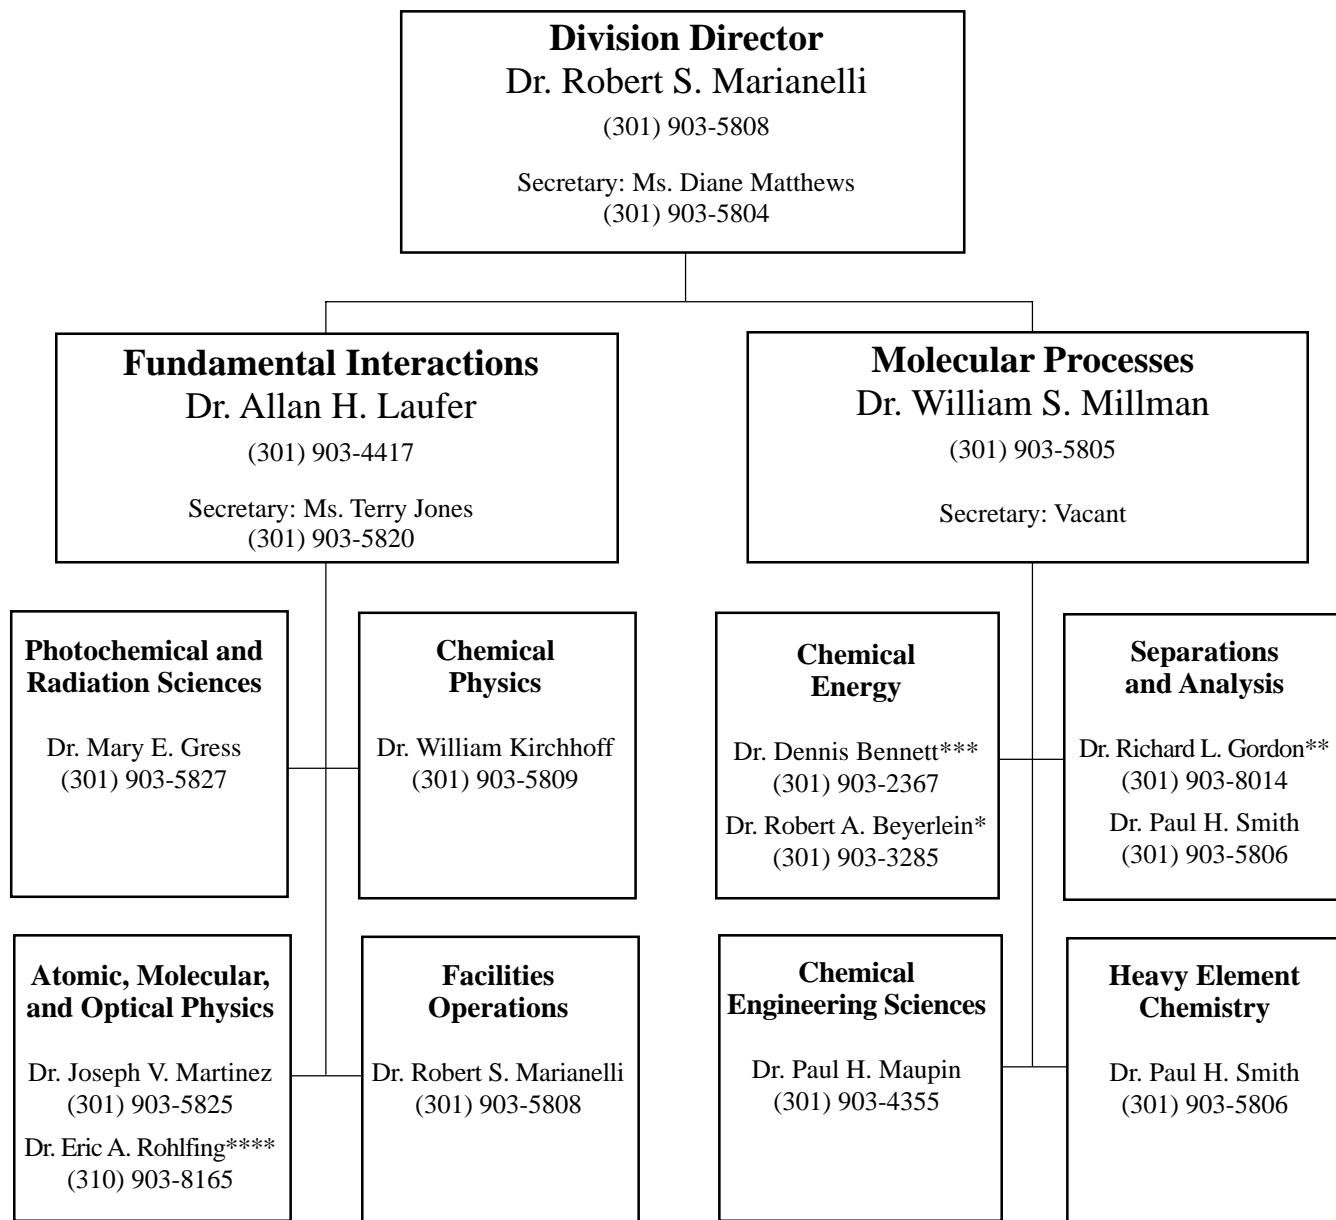 Division Director
Dr. Robert S. Marianelli
(301) 903-5808
Secretary: Ms. Diane Matthews
(301) 903-5804
Fundamental Interactions
Dr. Allan H. Laufer
(301) 903-4417
Secretary: Ms. Terry Jones
(301) 903-5820
Molecular Processes
Dr. William S. Millman
(301) 903-5805
Secretary: Vacant
Photochemical and
Radiation Sciences
Dr. Mary E. Gress
(301) 903-5827
Chemical
Physics
Dr. William Kirchhoff
(301) 903-5809
Chemical
Energy
Dr. Dennis Bennett***
(301) 903-2367
Dr. Robert A. Beyerlein*
(301) 903-3285
Separations
and Analysis
Dr. Richard L. Gordon**
(301) 903-8014
Dr. Paul H. Smith
(301) 903-5806
Atomic, Molecular,
and Optical Physics
Dr. Joseph V. Martinez
(301) 903-5825
Dr. Eric A. Rohlfing****
(310) 903-8165
Facilities
Operations
Dr. Robert S. Marianelli
(301) 903-5808
Chemical
Engineering Sciences
Dr. Paul H. Maupin
(301) 903-4355
Heavy Element
Chemistry
Dr. Paul H. Smith
(301) 903-5806